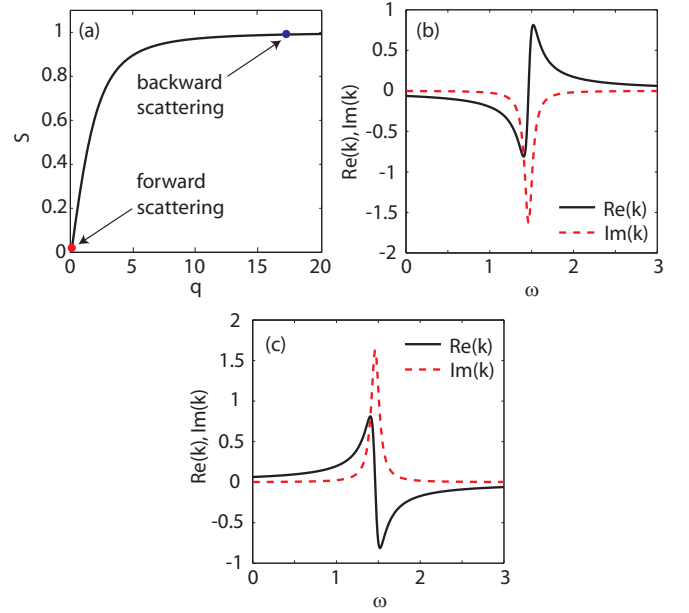 (a)
S
1
0.8
0.6
0.4
0.2
0
backward
scattering
forward
scattering
0 5 10 15 20
q
(b)
Re(k), Im(k)
1
0.5
0
-0.5
-1
-1.5
-2
Re(k)
Im(k)
0 1 2 3
ω
(c)
Re(k), Im(k)
2
1.5
1
0.5
0
-0.5
-1
Re(k)
Im(k)
0 1 2 3
ω